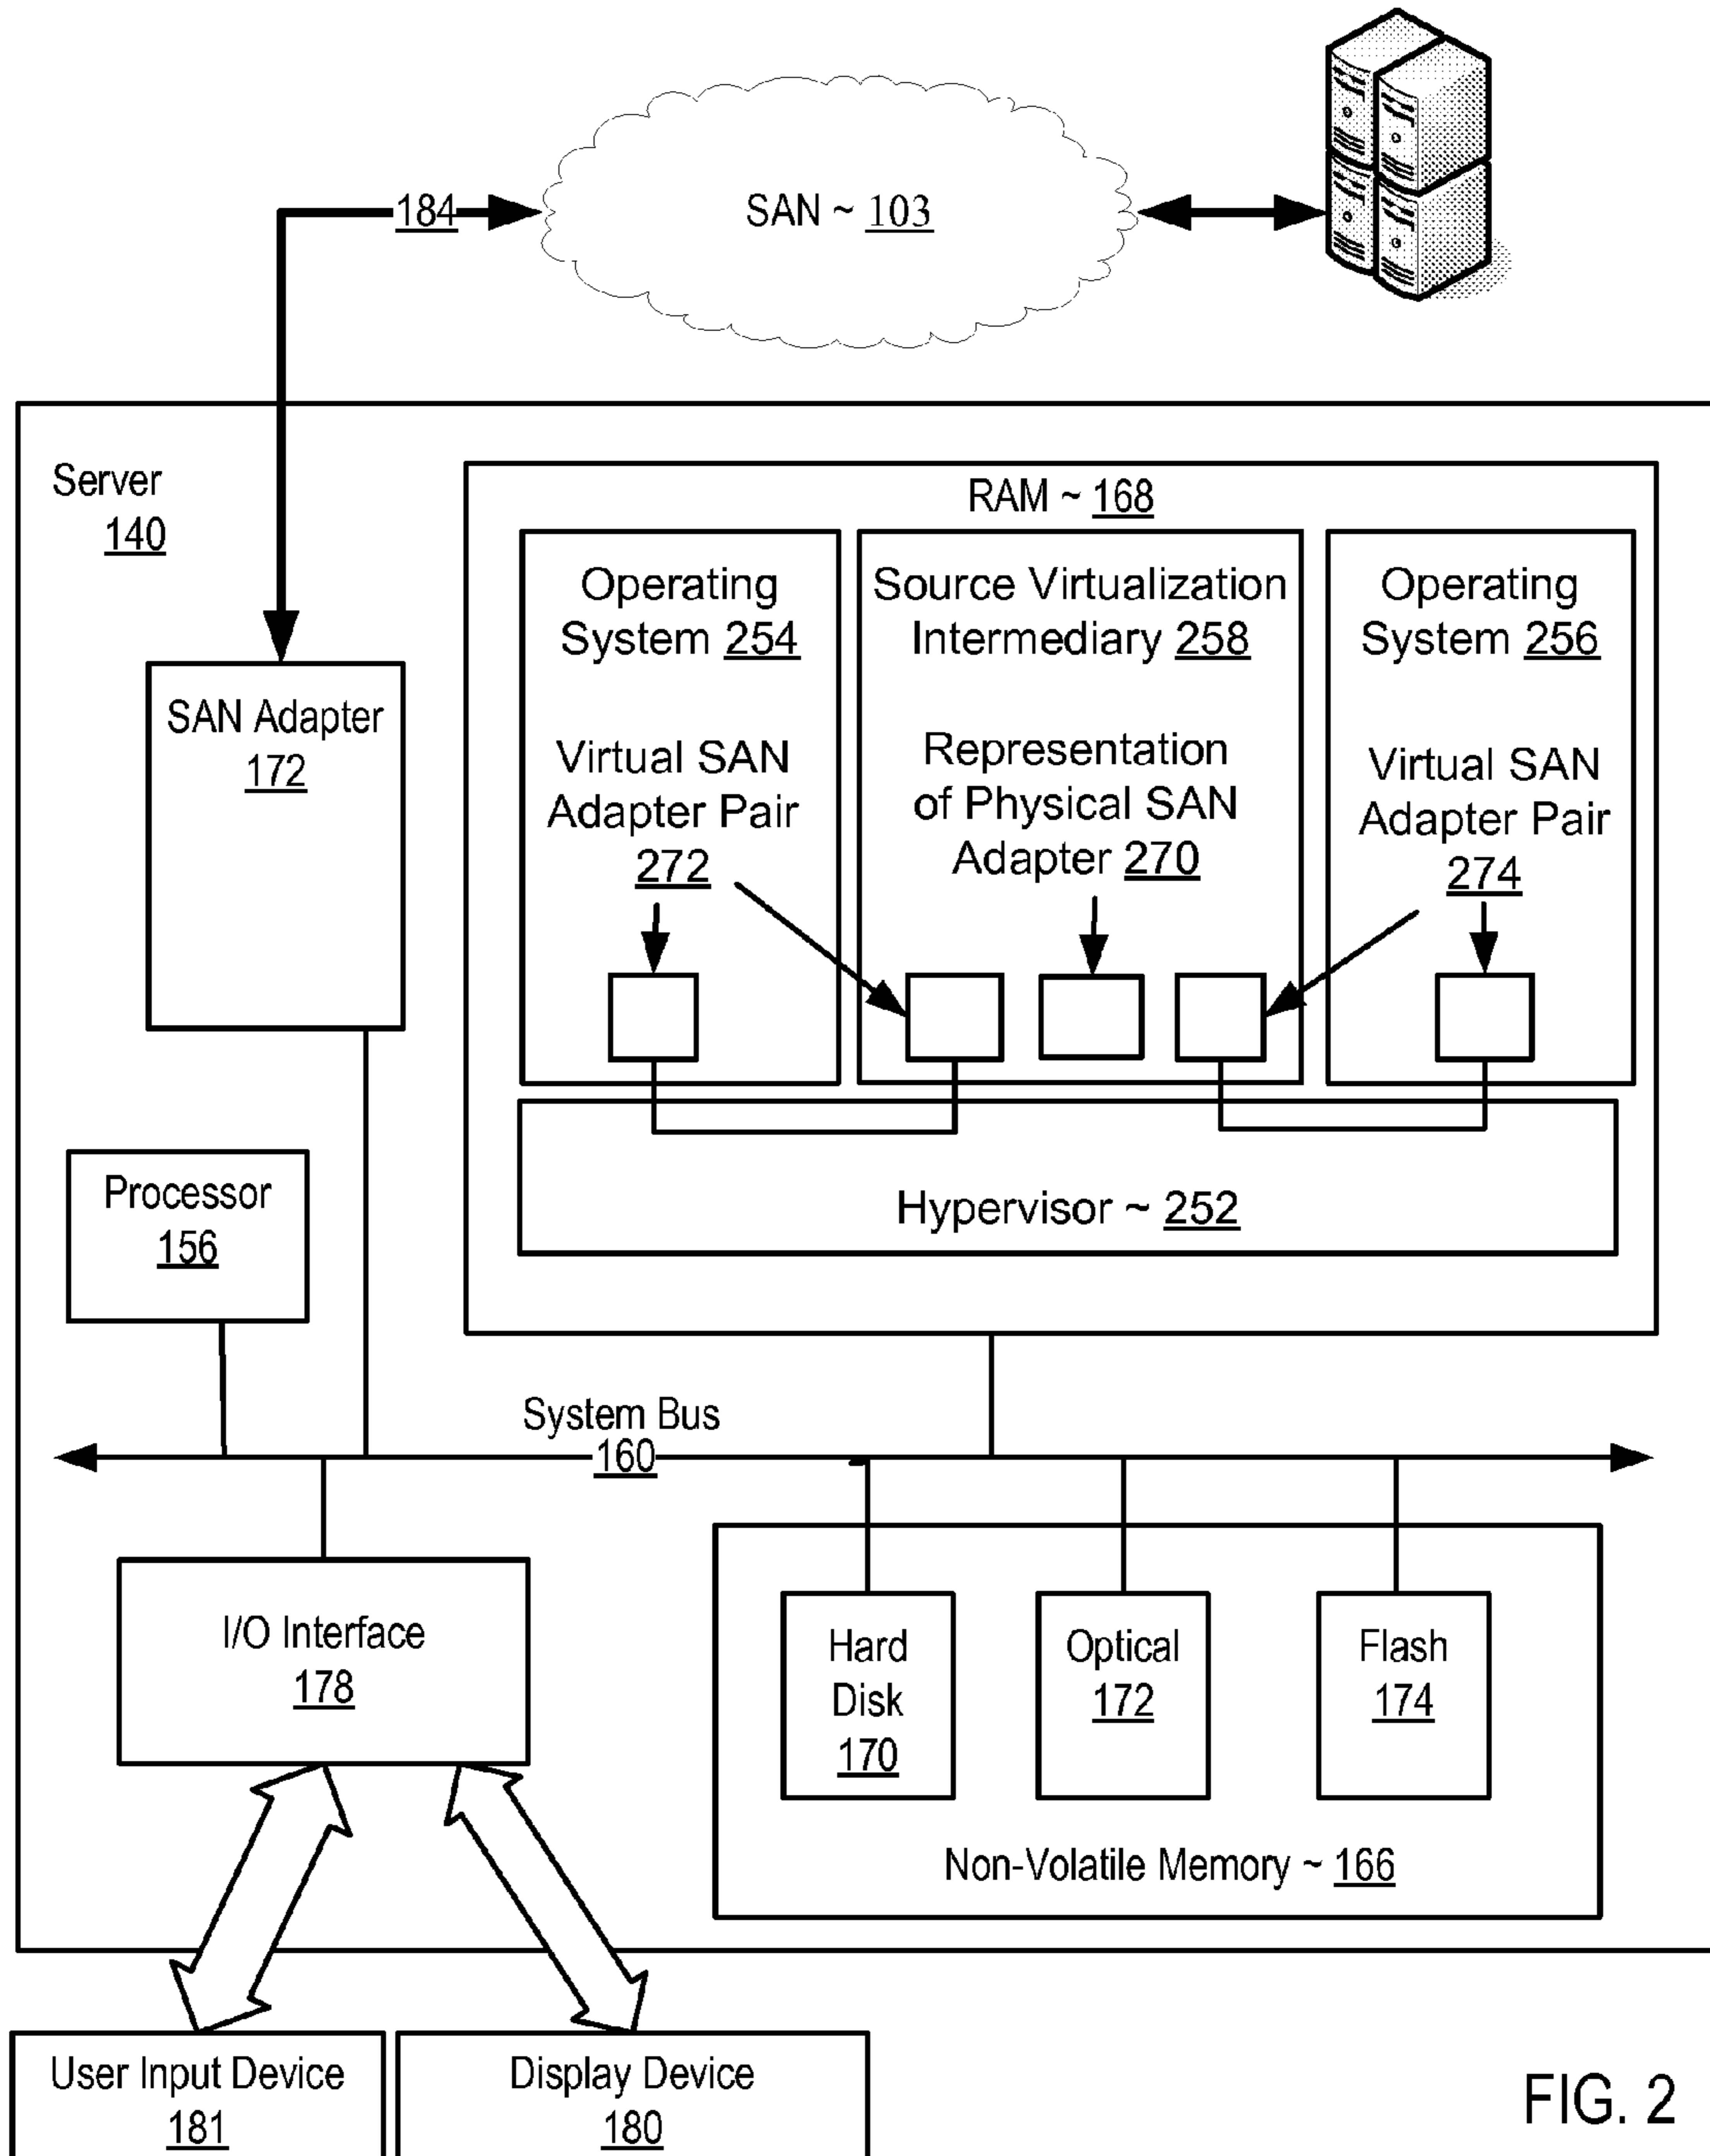 184
SAN ~ 103
Server
140
RAM ~ 168
Operating
System 254
Source Virtualization
Intermediary 258
Operating
System 256
SAN Adapter
172
Virtual SAN
Adapter Pair
272
Representation
of Physical SAN
Adapter 270
Virtual SAN
Adapter Pair
274
Hypervisor ~ 252
Processor
156
System Bus
160
I/O Interface
178
Hard
Disk
170
Optical
172
Flash
174
Non-Volatile Memory ~ 166
User Input Device
181
Display Device
180
FIG. 2